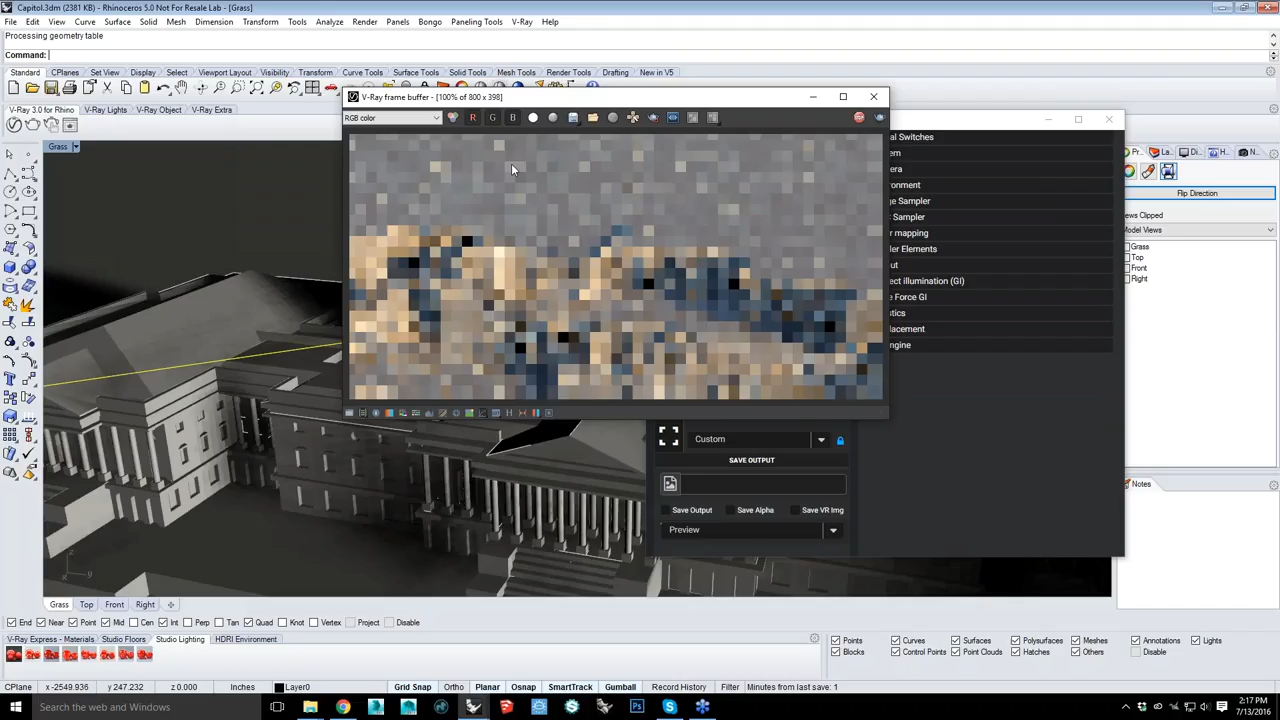 Capitol.3dm (2381 KB) - Rhinoceros 5.0 Not For Resale Lab - [Grass]
File Edit View Curve Surface Solid Mesh Dimension Transform Tools Analyze Render Panels Bongo Paneling Tools V-Ray Help
Processing geometry table
Command:
Standard CPlanes Set View Display Select Viewport Layout Visibility Transform Curve Tools Surface Tools Solid Tools Mesh Tools Render Tools Drafting New in V5
V-Ray frame buffer - [100% of 800 x 398]
V-Ray 3.0 for Rhino V-Ray Lights V-Ray Object V-Ray Extra
RGB color R G B
al Switches
em
era
ronment
ge Sampler
C Sampler
r mapping
der Elements
ut
ect illumination (GI)
e Force GI
stics
lacement
ngine
Grass
Pr... La... Di... H... N...
Flip Direction
iews Clipped
Model Views
Grass
Top
Front
Right
Notes
Custom
SAVE OUTPUT
Save Output Save Alpha Save VR Img
Preview
z y
Grass Top Front Right
End Near Point Mid Cen Int Perp Tan Quad Knot Vertex Project Disable
V-Ray Express - Materials Studio Floors Studio Lighting HDRI Environment
Points Curves Surfaces Polysurfaces Meshes Annotations Lights
Blocks Control Points Point Clouds Hatches Others Disable
CPlane x -2549.936 y 247.232 z 0.000 Inches Layer0 Grid Snap Ortho Planar Osnap SmartTrack Gumball Record History Filter Minutes from last save: 1
Search the web and Windows
2:17 PM
7/13/2016